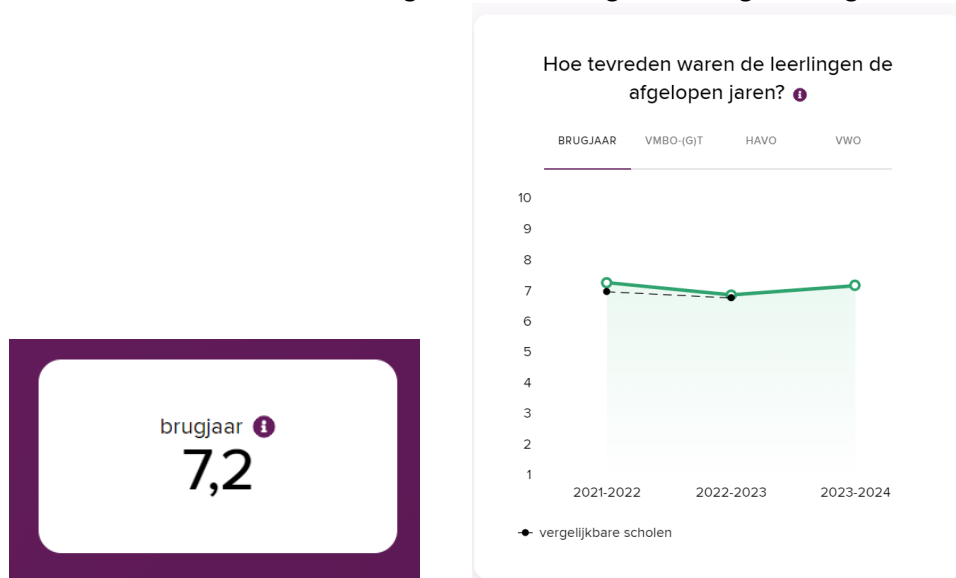 brugjaar
7,2
Hoe tevreden waren de leerlingen de
afgelopen jaren?
BRUGJAAR VMBO-(G)T HAVO VWO
10
9
8
7
6
5
4
3
2
1
2021-2022 2022-2023 2023-2024
vergelijkbare scholen